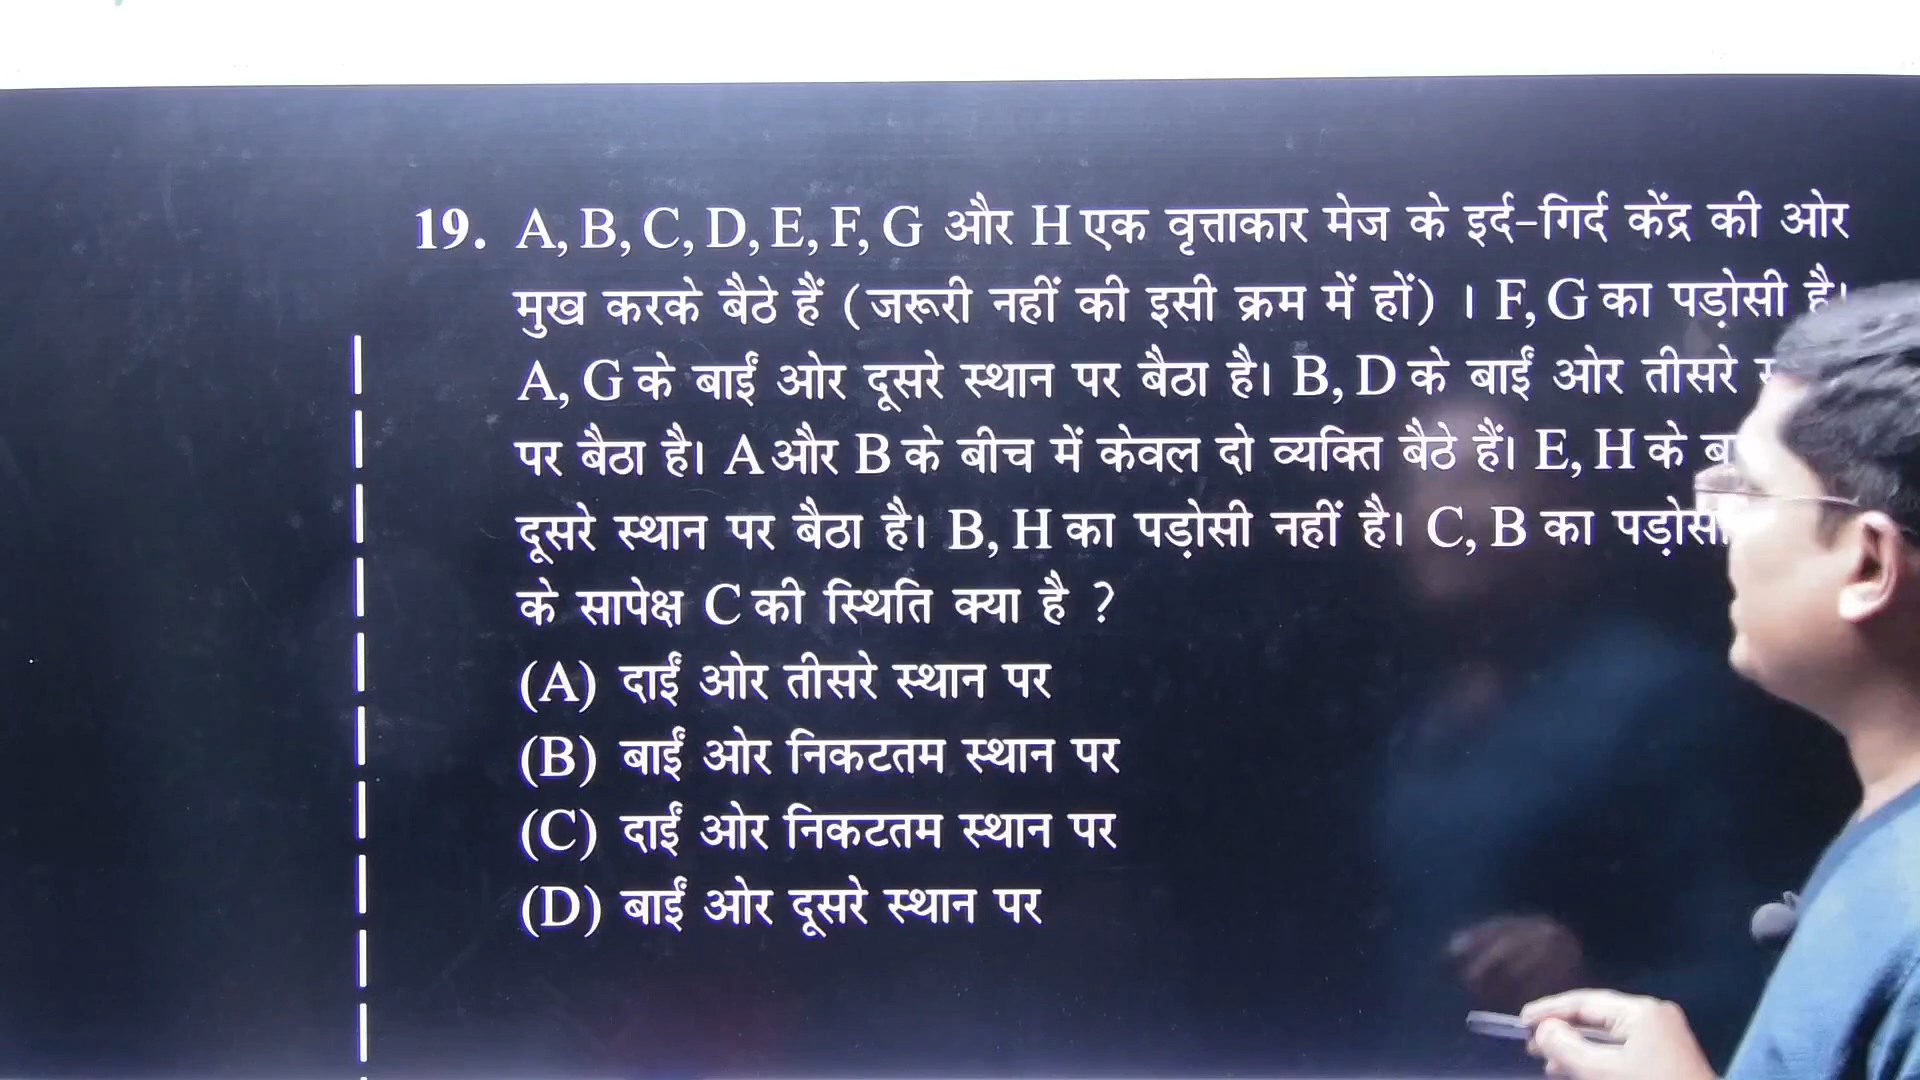 19. A, B, C, D, E, F, G और H एक वृत्ताकार मेज के इर्द-गिर्द केंद्र की ओर
मुख करके बैठे हैं (जरूरी नहीं की इसी क्रम में हों) । F, G का पड़ोसी है।
A, G के बाईं ओर दूसरे स्थान पर बैठा है। B, D के बाईं ओर तीसरे
पर बैठा है। A और B के बीच में केवल दो व्यक्ति बैठे हैं। E, H के
दूसरे स्थान पर बैठा है। B, H का पड़ोसी नहीं है। C, B का
के सापेक्ष C की स्थिति क्या है ?
(A) दाईं ओर तीसरे स्थान पर
(B) बाईं ओर निकटतम स्थान पर
(C) दाईं ओर निकटतम स्थान पर
(D) बाईं ओर दूसरे स्थान पर